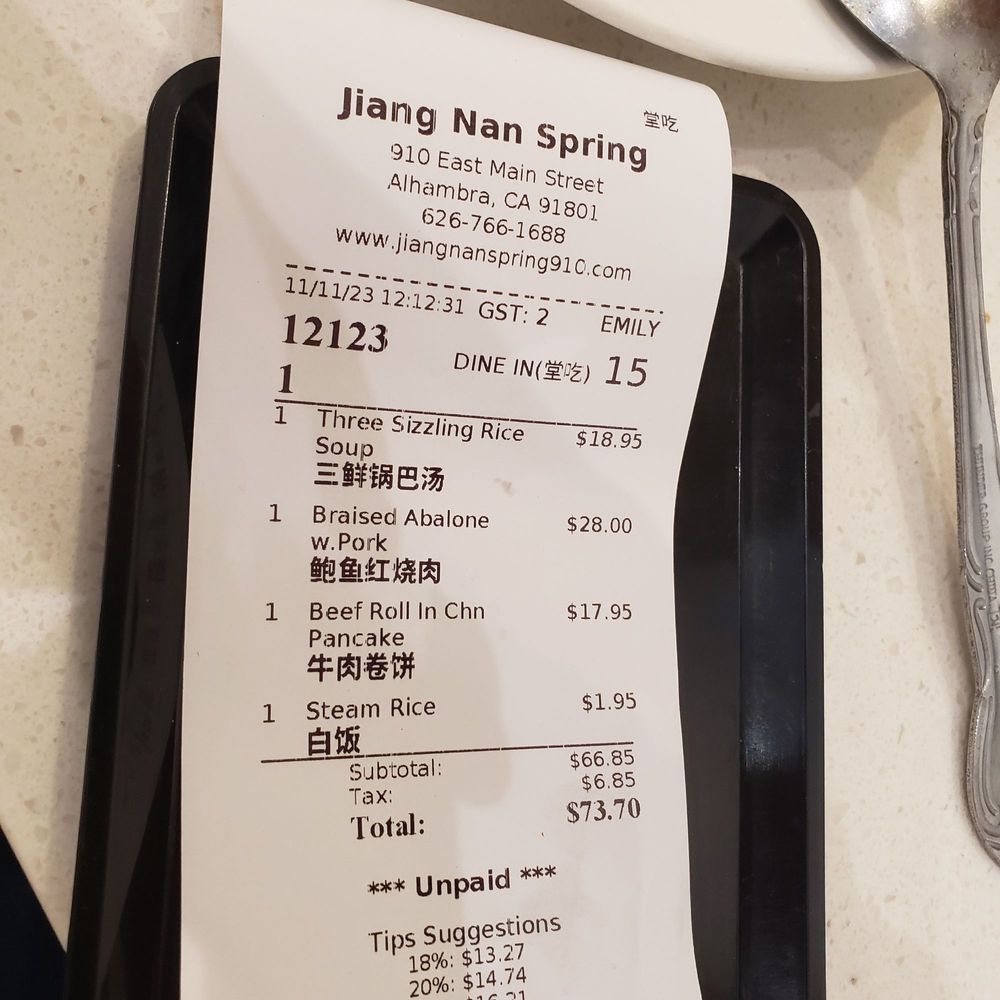 堂吃
Jiang Nan Spring
910 East Main Street
Alhambra, CA 91801
626-766-1688
www.jiangnanspring910.com
11/11/23 12:12:31 GST: 2 EMILY
12123
DINE IN(堂吃) 15
1
1 Three Sizzling Rice $18.95
Soup
三鲜锅巴汤
1 Braised Abalone $28.00
w.Pork
鲍鱼红烧肉
1 Beef Roll In Chn $17.95
Pancake
牛肉卷饼
1 Steam Rice $1.95
白饭
Subtotal: $66.85
Tax: $6.85
Total: $73.70
*** Unpaid ***
Tips Suggestions
18%: $13.27
20%: $14.74